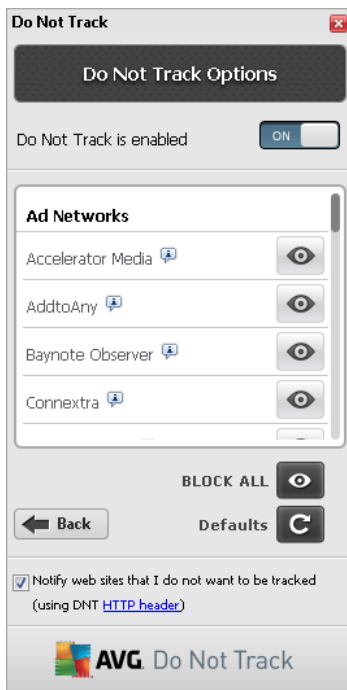 Do Not Track
Do Not Track Options
Do Not Track is enabled
ON
Ad Networks
Accelerator Media
AddtoAny
Baynote Observer
Connextra
BLOCK ALL
Back
Defaults
Notify web sites that I do not want to be tracked
(using DNT HTTP header)
AVG. Do Not Track